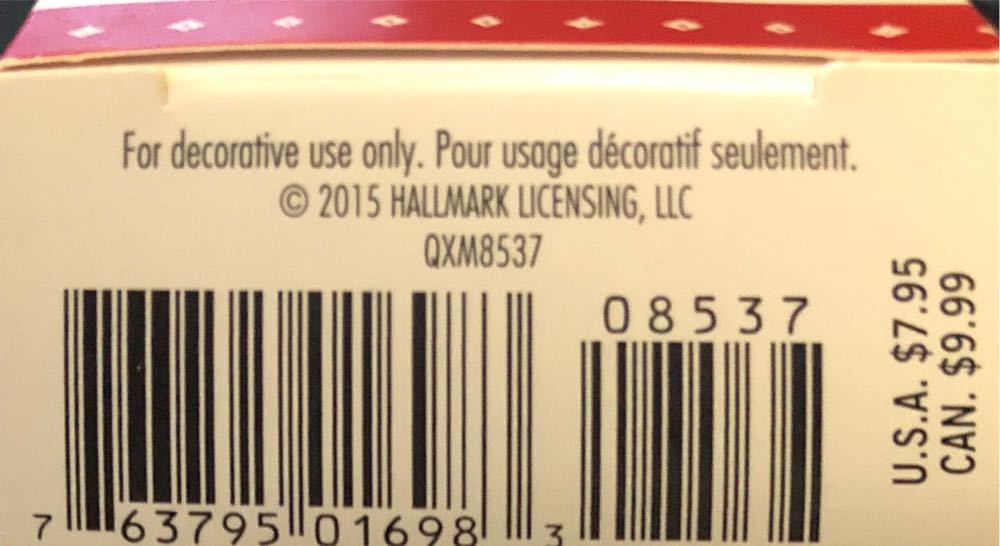 For decorative use only. Pour usage décoratif seulement.
© 2015 HALLMARK LICENSING, LLC
QXM8537
08537
7 63795 01698 3
U.S.A. $7.95
CAN. $9.99